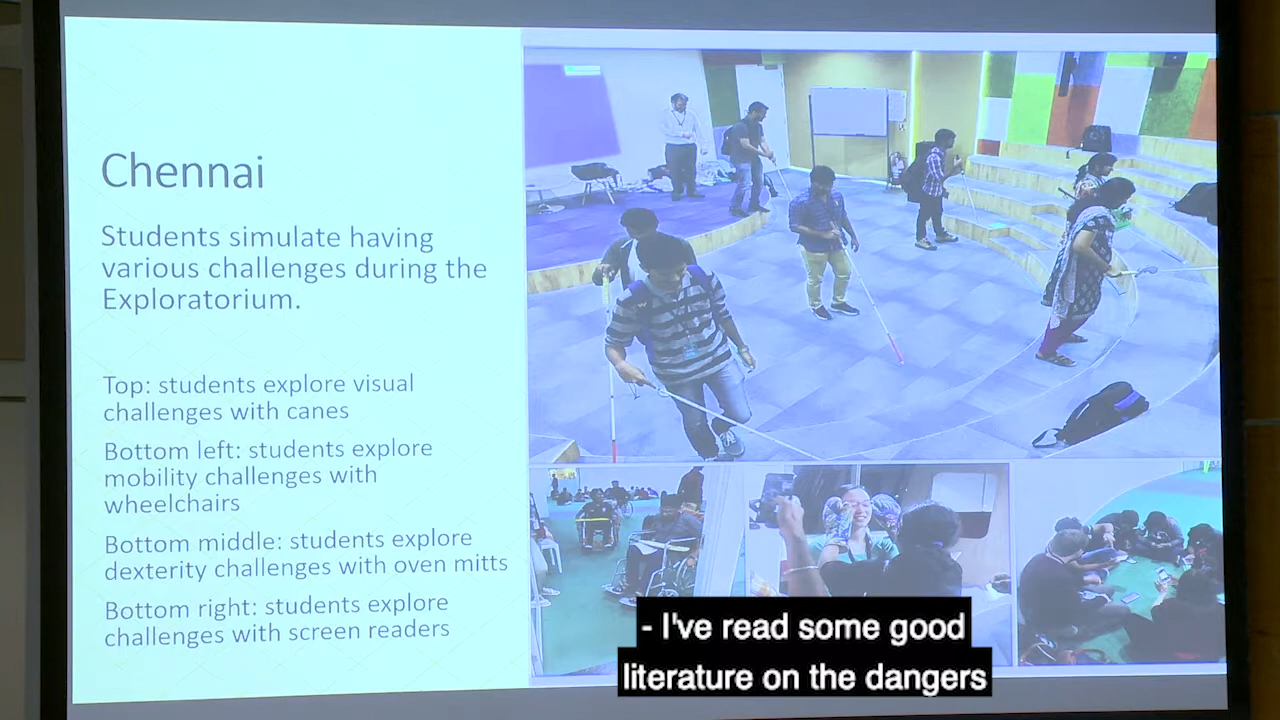 Chennai
Students simulate having
various challenges during the
Exploratorium.
Top: students explore visual
challenges with canes
Bottom left: students explore
mobility challenges with
wheelchairs
Bottom middle: students explore
dexterity challenges with oven mitts
Bottom right: students explore
challenges with screen readers
- I've read some good
literature on the dangers